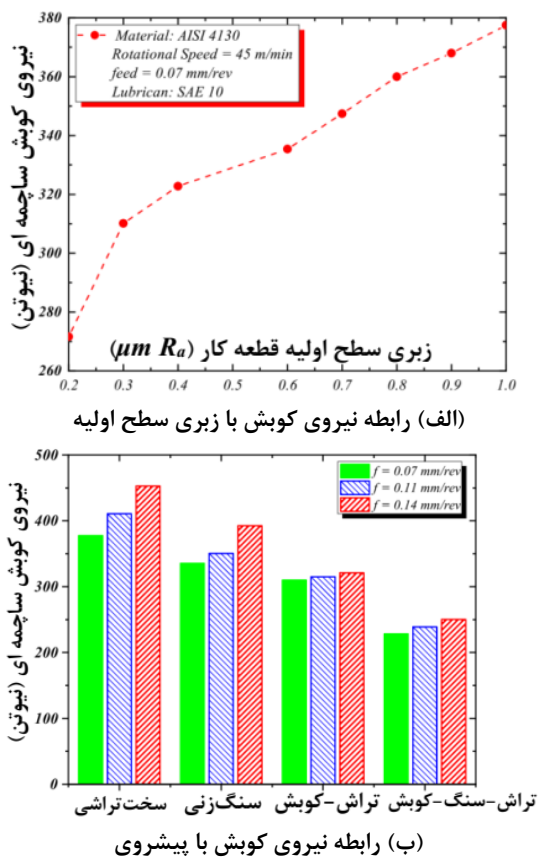 380
360
340
320
300
280
260
نیروی کوبش ساچمه ای (نیوتن)
Material: AISI 4130
Rotational Speed = 45 m/min
feed = 0.07 mm/rev
Lubrican: SAE 10
زبری سطح اولیه قطعه کار (μm Ra)
0.2 0.3 0.4 0.5 0.6 0.7 0.8 0.9 1.0
(الف) رابطه نیروی کوبش با زبری سطح اولیه
500
400
300
200
100
0
نیروی کوبش ساچمه ای (نیوتن)
f = 0.07 mm/rev
f = 0.11 mm/rev
f = 0.14 mm/rev
سخت‌تراشی سنگ‌زنی تراش-کوبش تراش-سنگ-کوبش
(ب) رابطه نیروی کوبش با پیشروی